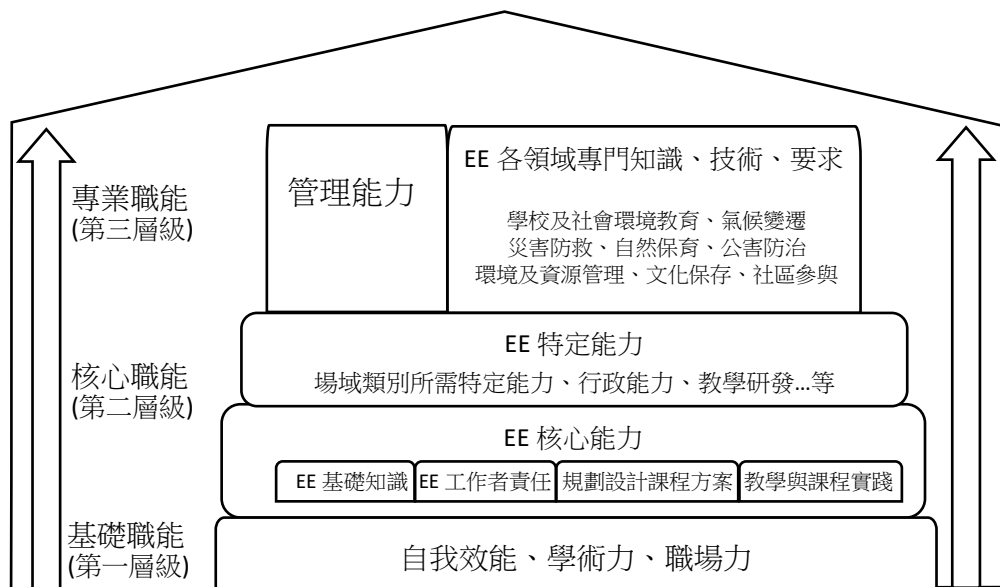 專業職能
(第三層級)
管理能力
EE 各領域專門知識、技術、要求
學校及社會環境教育、氣候變遷
災害防救、自然保育、公害防治
環境及資源管理、文化保存、社區參與
核心職能
(第二層級)
EE 特定能力
場域類別所需特定能力、行政能力、教學研發...等
EE 核心能力
EE 基礎知識
EE 工作者責任
規劃設計課程方案
教學與課程實踐
基礎職能
(第一層級)
自我效能、學術力、職場力